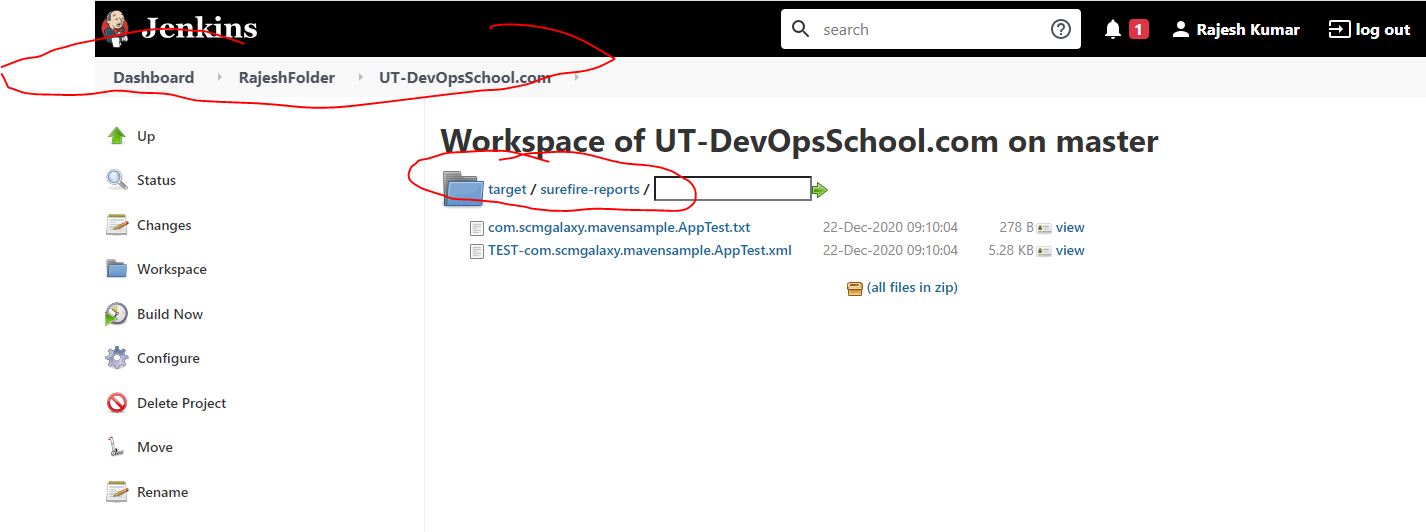 Jenkins search 1 Rajesh Kumar log out
Dashboard RajeshFolder UT-DevOpsSchool.com
Up
Status
Changes
Workspace
Build Now
Configure
Delete Project
Move
Rename
Workspace of UT-DevOpsSchool.com on master
target / surefire-reports /
com.scmgalaxy.mavensample.AppTest.txt 22-Dec-2020 09:10:04 278 B view
TEST-com.scmgalaxy.mavensample.AppTest.xml 22-Dec-2020 09:10:04 5.28 KB view
(all files in zip)